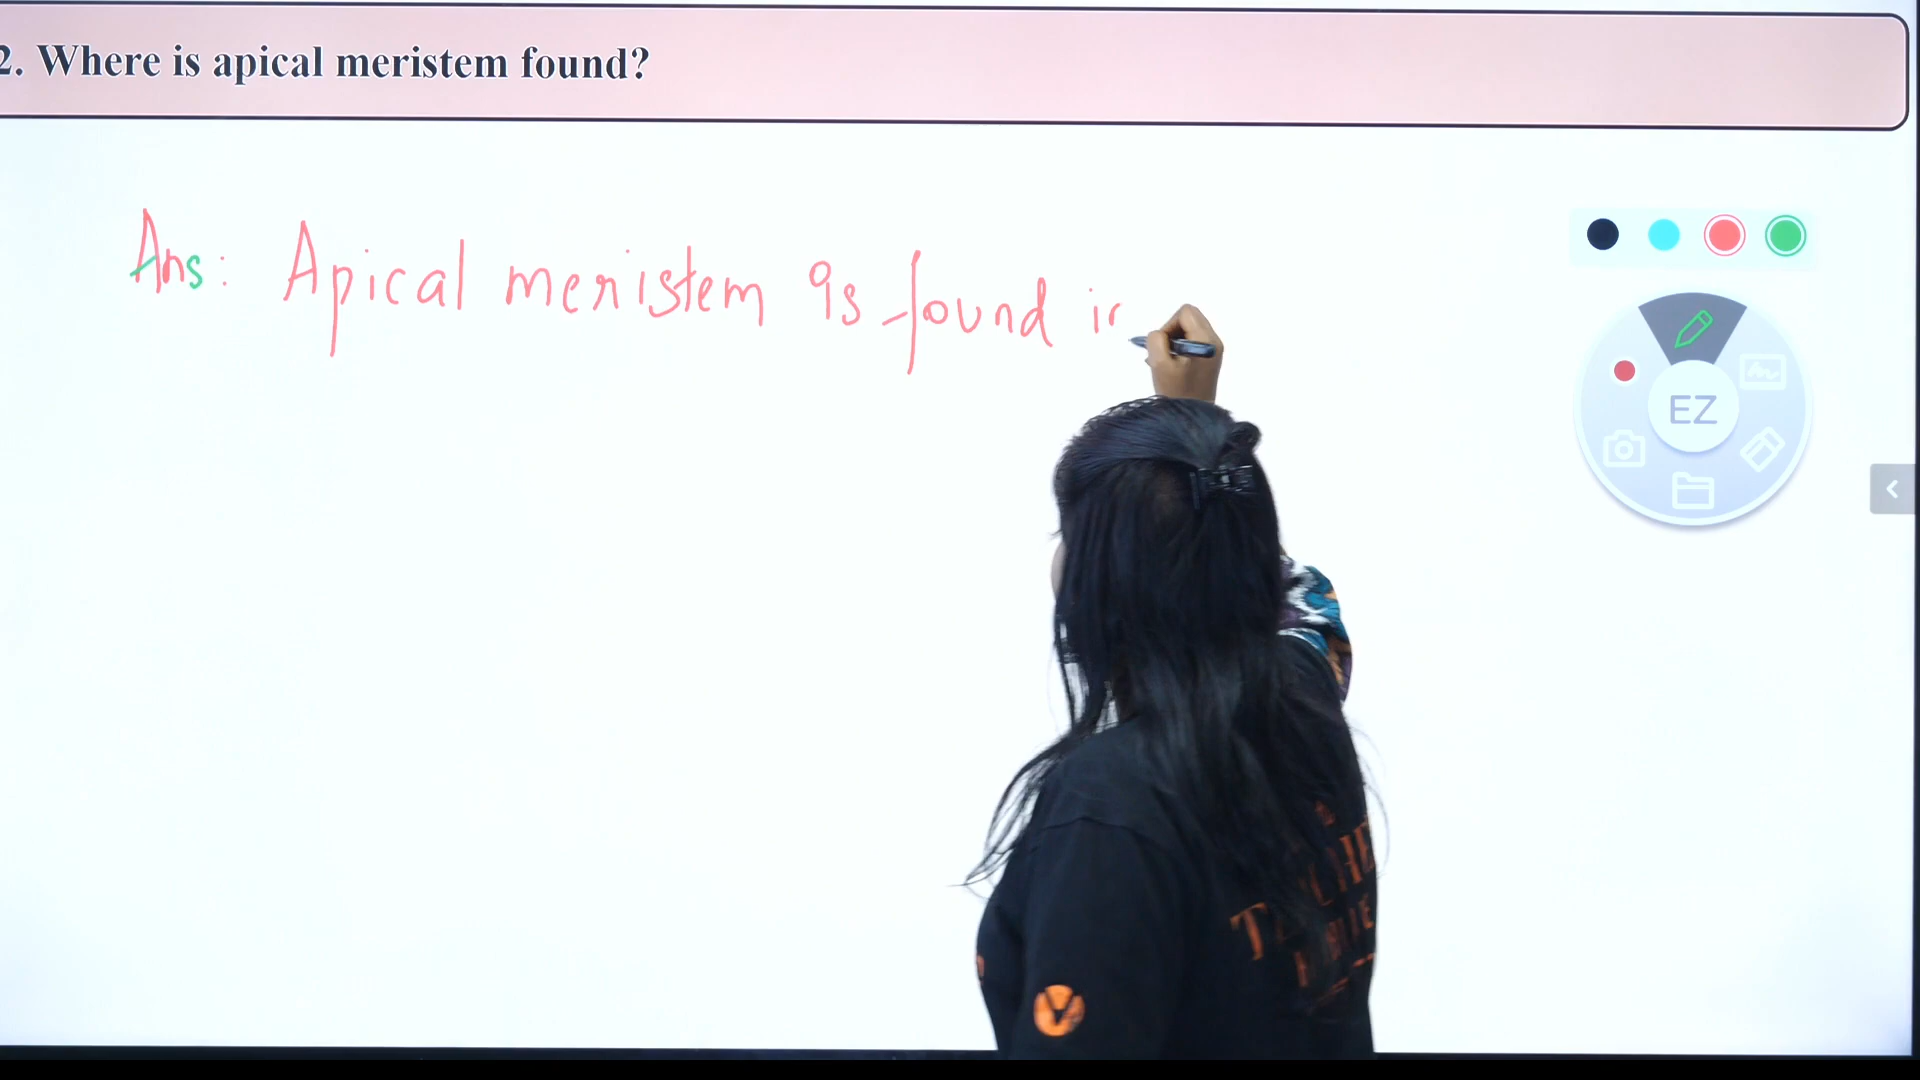 2. Where is apical meristem found?
Ans: Apical meristem is found in
EZ